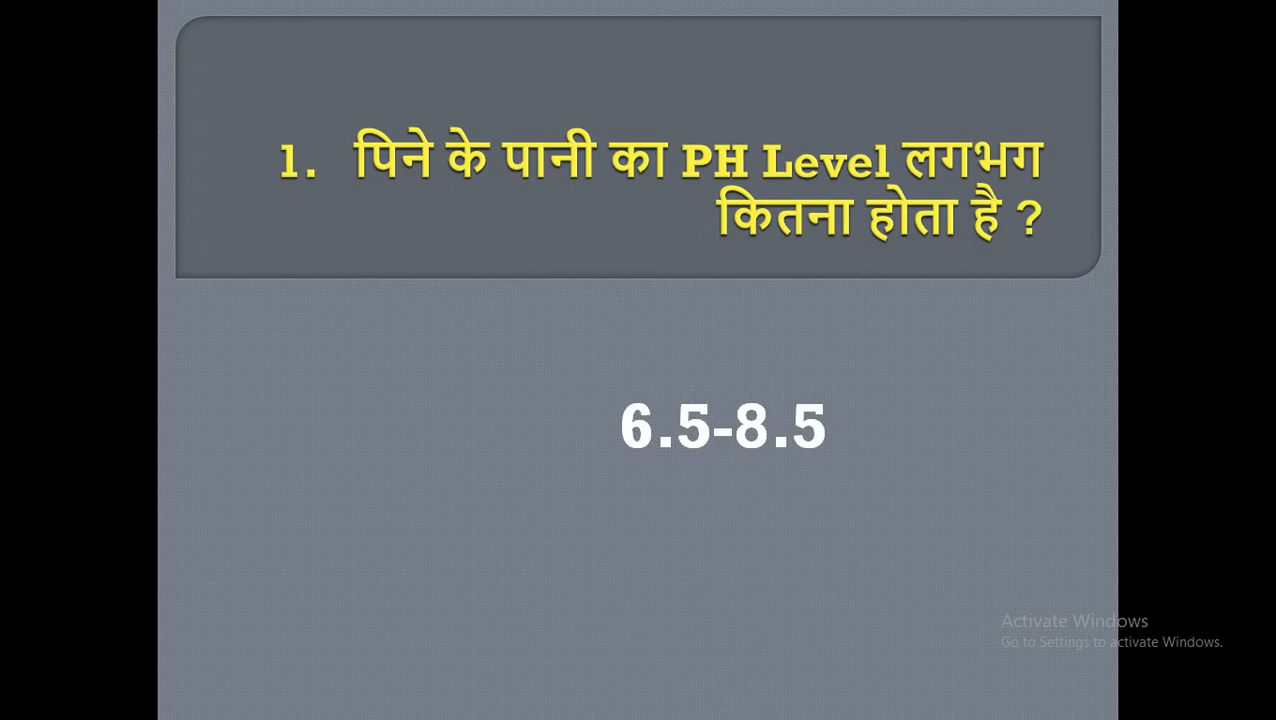 1. पिने के पानी का PH Level लगभग
कितना होता है ?
6.5-8.5
Activate Windows
Go to Settings to activate Windows.